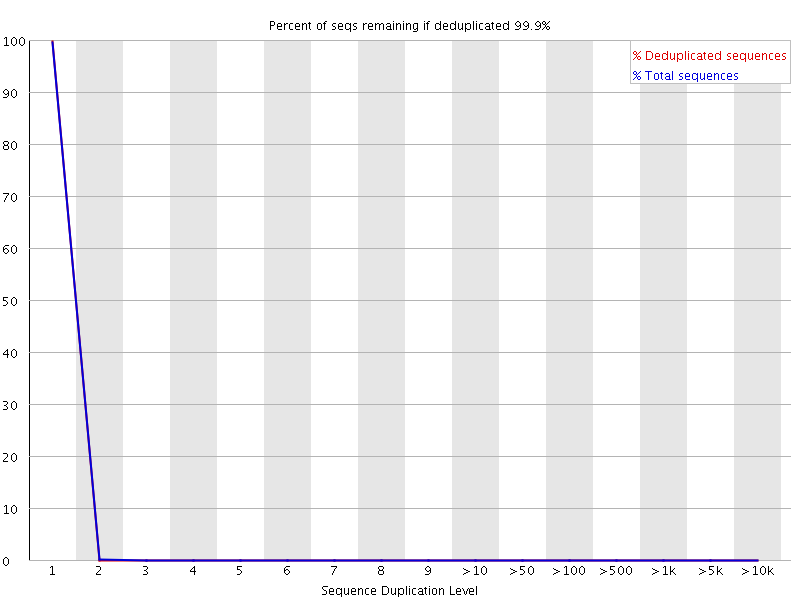 Percent of seqs remaining if deduplicated 99.9%
% Deduplicated sequences
% Total sequences
100
90
80
70
60
50
40
30
20
10
0
1 2 3 4 5 6 7 8 9 >10 >50 >100 >500 >1k >5k >10k
Sequence Duplication Level